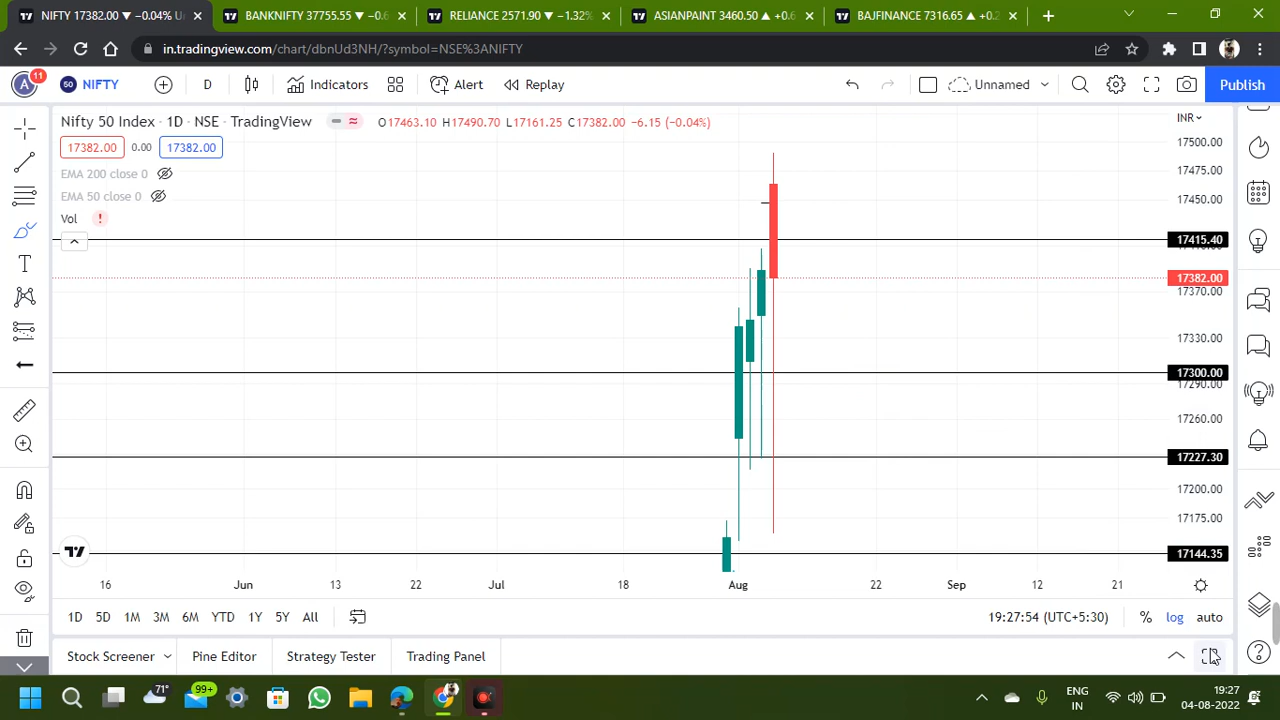 NIFTY 17382.00 ▼ −0.04% U
BANKNIFTY 37755.55 ▼ −0.6
RELIANCE 2571.90 ▼ −1.32%
ASIANPAINT 3460.50 ▲ +0.6
BAJFINANCE 7316.65 ▲ +0.2
in.tradingview.com/chart/dbnUd3NH/?symbol=NSE%3ANIFTY
A 11 50 NIFTY D Indicators Alert Replay Unnamed Publish
Nifty 50 Index · 1D · NSE · TradingView O17463.10 H17490.70 L17161.25 C17382.00 −6.15 (−0.04%) INR
17382.00 0.00 17382.00
EMA 200 close 0
EMA 50 close 0
Vol !
17500.00
17475.00
17450.00
17415.40
17382.00
17370.00
17330.00
17300.00
17290.00
17260.00
17227.30
17200.00
17175.00
17144.35
16 Jun 13 22 Jul 18 Aug 22 Sep 12 21
1D 5D 1M 3M 6M YTD 1Y 5Y All 19:27:54 (UTC+5:30) % log auto
Stock Screener Pine Editor Strategy Tester Trading Panel
71° 99+ ENG 19:27
IN 04-08-2022